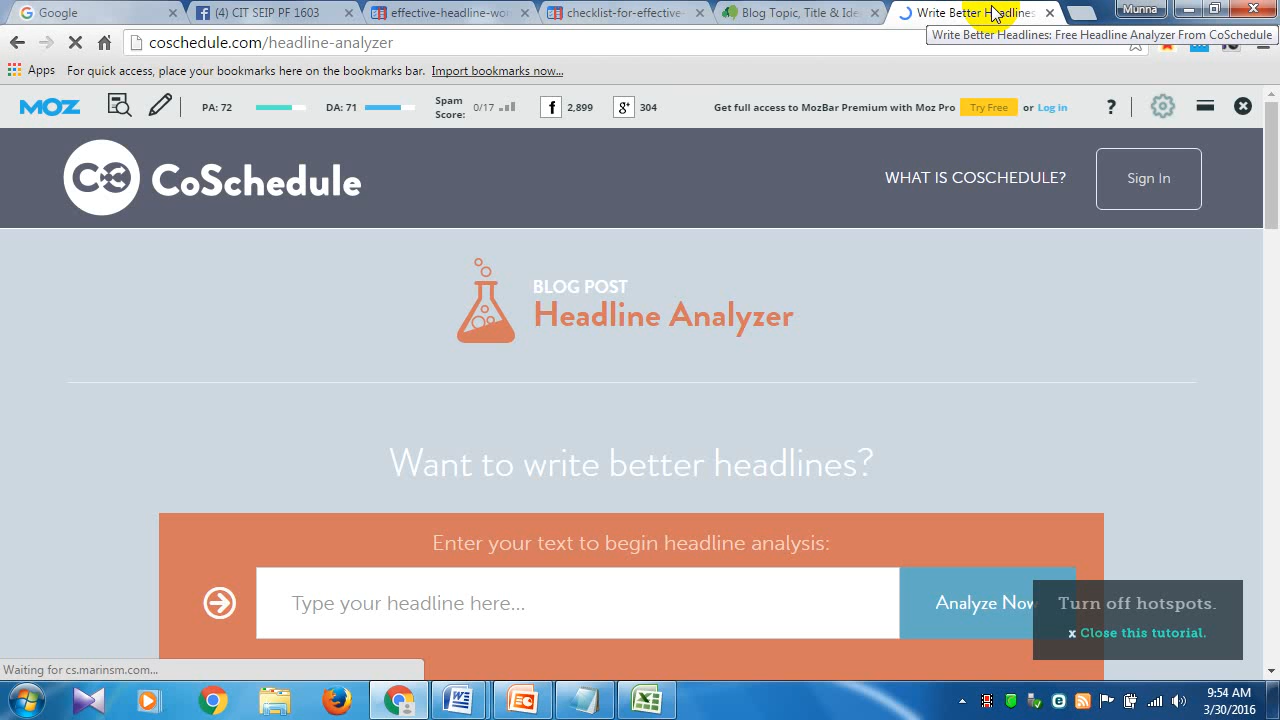 Google
(4) CIT SEIP PF 1603
effective-headline-wor
checklist-for-effective-
Blog Topic, Title & Ide
Write Better Headlines
Munna
coschedule.com/headline-analyzer
Write Better Headlines: Free Headline Analyzer From CoSchedule
Apps
For quick access, place your bookmarks here on the bookmarks bar.
Import bookmarks now...
MOZ
PA: 72
DA: 71
Spam
Score:
0/17
f
2,899
g+
304
Get full access to MozBar Premium with Moz Pro
Try Free
or Log in
?
CoSchedule
WHAT IS COSCHEDULE?
Sign In
BLOG POST
Headline Analyzer
Want to write better headlines?
Enter your text to begin headline analysis:
Type your headline here...
Analyze Now
Turn off hotspots.
x Close this tutorial.
Waiting for cs.marinsm.com...
9:54 AM
3/30/2016